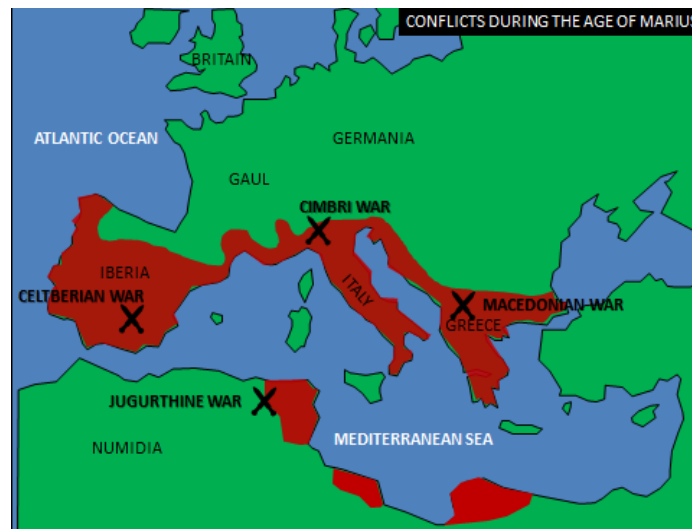 CONFLICTS DURING THE AGE OF MARIUS
BRITAIN
ATLANTIC OCEAN
GERMANIA
GAUL
CIMBRI WAR
IBERIA
CELTBERIAN WAR
ITALY
MACEDONIAN WAR
GREECE
JUGURTHINE WAR
MEDITERRANEAN SEA
NUMIDIA